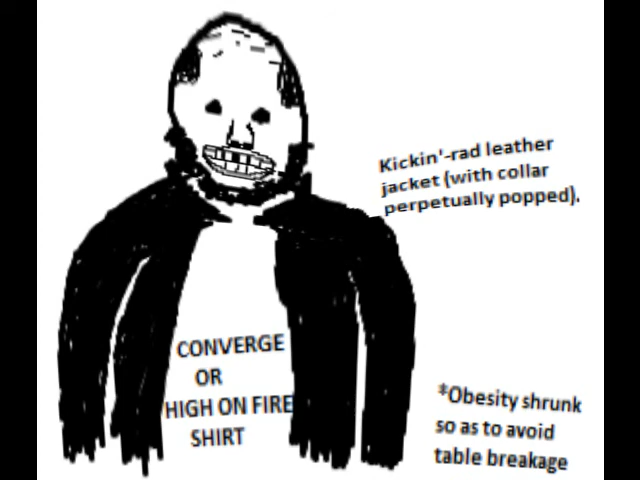 Kickin'-rad leather
jacket (with collar
perpetually popped).
CONVERGE
OR
HIGH ON FIRE
SHIRT
*Obesity shrunk
so as to avoid
table breakage